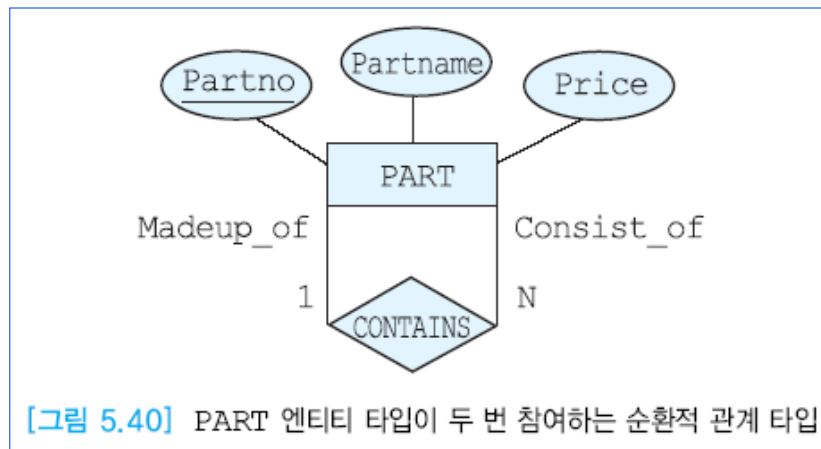 Partno
Partname
Price
PART
Madeup_of
Consist_of
1
N
CONTAINS
[그림 5.40] PART 엔티티 타입이 두 번 참여하는 순환적 관계 타입